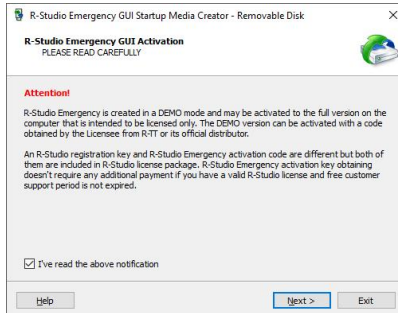 R-Studio Emergency GUI Startup Media Creator - Removable Disk
R-Studio Emergency GUI Activation
PLEASE READ CAREFULLY
Attention!
R-Studio Emergency is created in a DEMO mode and may be activated to the full version on the
computer that is intended to be licensed only. The DEMO version can be activated with a code
obtained by the Licensee from R-TT or its official distributor.
An R-Studio registration key and R-Studio Emergency activation code are different but both of
them are included in R-Studio license package. R-Studio Emergency activation key obtaining
doesn't require any additional payment if you have a valid R-Studio license and free customer
support period is not expired.
I've read the above notification
Help
Next >
Exit